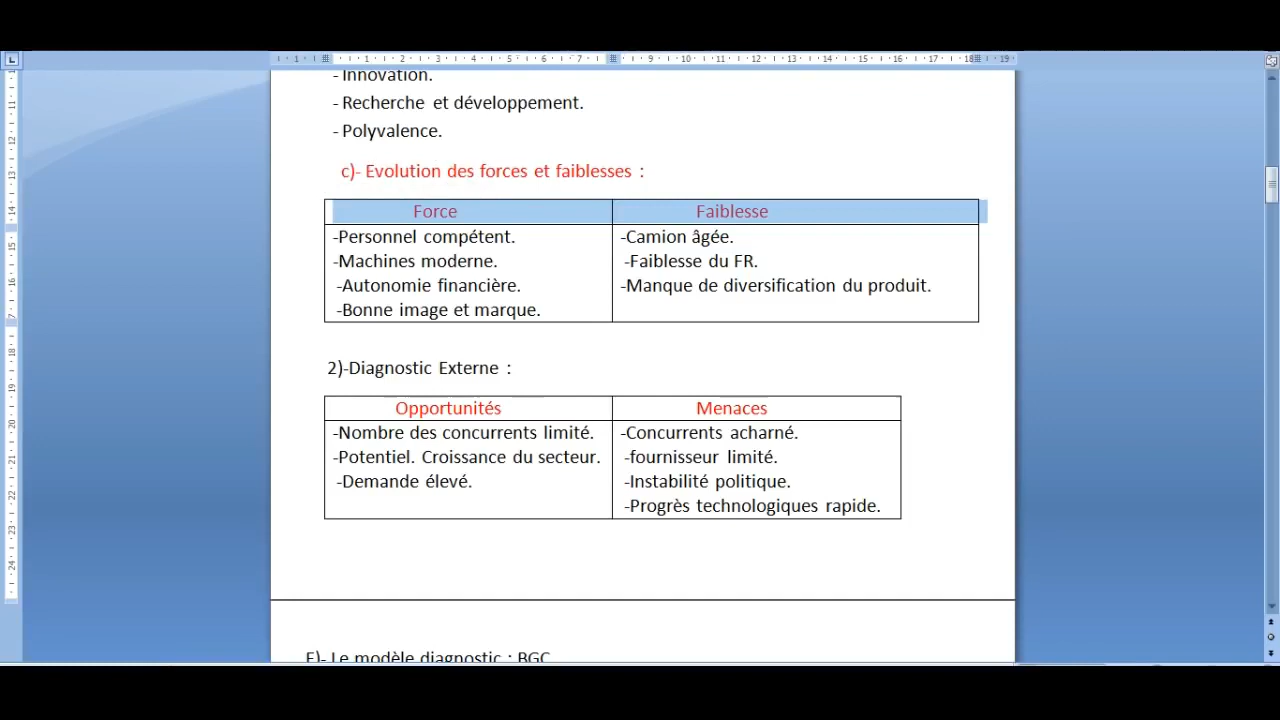 - Innovation.
- Recherche et développement.
- Polyvalence.
c)- Evolution des forces et faiblesses :
Force Faiblesse
-Personnel compétent. -Camion âgée.
-Machines moderne. -Faiblesse du FR.
-Autonomie financière. -Manque de diversification du produit.
-Bonne image et marque.
2)-Diagnostic Externe :
Opportunités Menaces
-Nombre des concurrents limité. -Concurrents acharné.
-Potentiel. Croissance du secteur. -fournisseur limité.
-Demande élevé. -Instabilité politique.
-Progrès technologiques rapide.
- Le modèle diagnostic : BGC